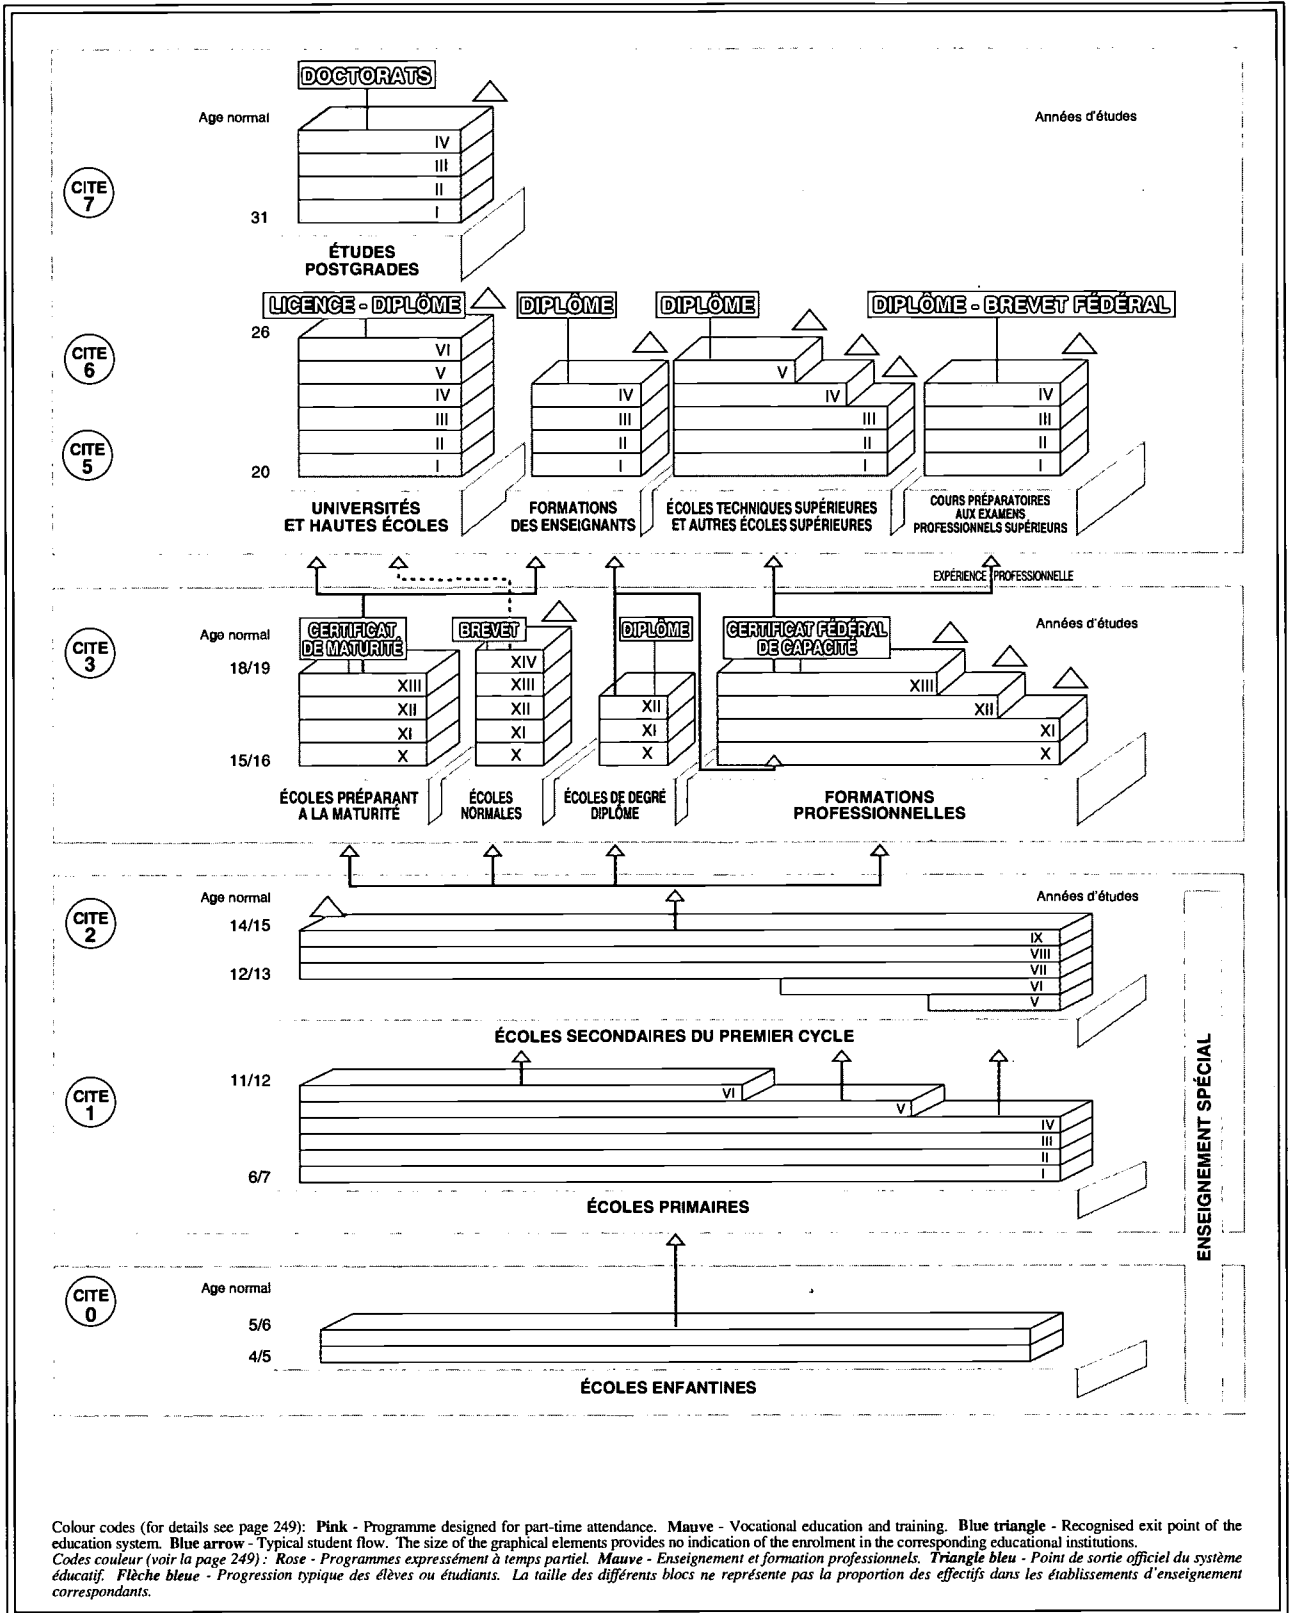 DOCTORATS
Age normal
Années d'études
IV
III
II
I
CITE
7
31
ÉTUDES
POSTGRADES
LICENCE - DIPLÔME
DIPLÔME
DIPLÔME
DIPLÔME - BREVET FÉDÉRAL
26
CITE
6
VI
V
IV
III
II
I
IV
III
II
I
V
IV
III
II
I
IV
III
II
I
CITE
5
20
UNIVERSITÉS
ET HAUTES ÉCOLES
FORMATIONS
DES ENSEIGNANTS
ÉCOLES TECHNIQUES SUPÉRIEURES
ET AUTRES ÉCOLES SUPÉRIEURES
COURS PRÉPARATOIRES
AUX EXAMENS
PROFESSIONNELS SUPÉRIEURS
EXPÉRIENCE PROFESSIONNELLE
CITE
3
Age normal
Années d'études
CERTIFICAT
DE MATURITÉ
BREVET
DIPLÔME
CERTIFICAT FÉDÉRAL
DE CAPACITÉ
18/19
XIII
XII
XI
X
XIV
XIII
XII
XI
X
XII
XI
X
XIII
XII
XI
X
15/16
ÉCOLES PRÉPARANT
A LA MATURITÉ
ÉCOLES
NORMALES
ÉCOLES DE DEGRÉ
DIPLÔME
FORMATIONS
PROFESSIONNELLES
CITE
2
Age normal
Années d'études
14/15
IX
VIII
12/13
VII
VI
V
ÉCOLES SECONDAIRES DU PREMIER CYCLE
CITE
1
11/12
VI
V
IV
III
II
I
6/7
ÉCOLES PRIMAIRES
ENSEIGNEMENT SPÉCIAL
CITE
0
Age normal
5/6
4/5
ÉCOLES ENFANTINES
Colour codes (for details see page 249): Pink - Programme designed for part-time attendance. Mauve - Vocational education and training. Blue triangle - Recognised exit point of the
education system. Blue arrow - Typical student flow. The size of the graphical elements provides no indication of the enrolment in the corresponding educational institutions.
Codes couleur (voir la page 249) : Rose - Programmes expressément à temps partiel. Mauve - Enseignement et formation professionnels. Triangle bleu - Point de sortie officiel du système
éducatif. Flèche bleue - Progression typique des élèves ou étudiants. La taille des différents blocs ne représente pas la proportion des effectifs dans les établissements d'enseignement
correspondants.